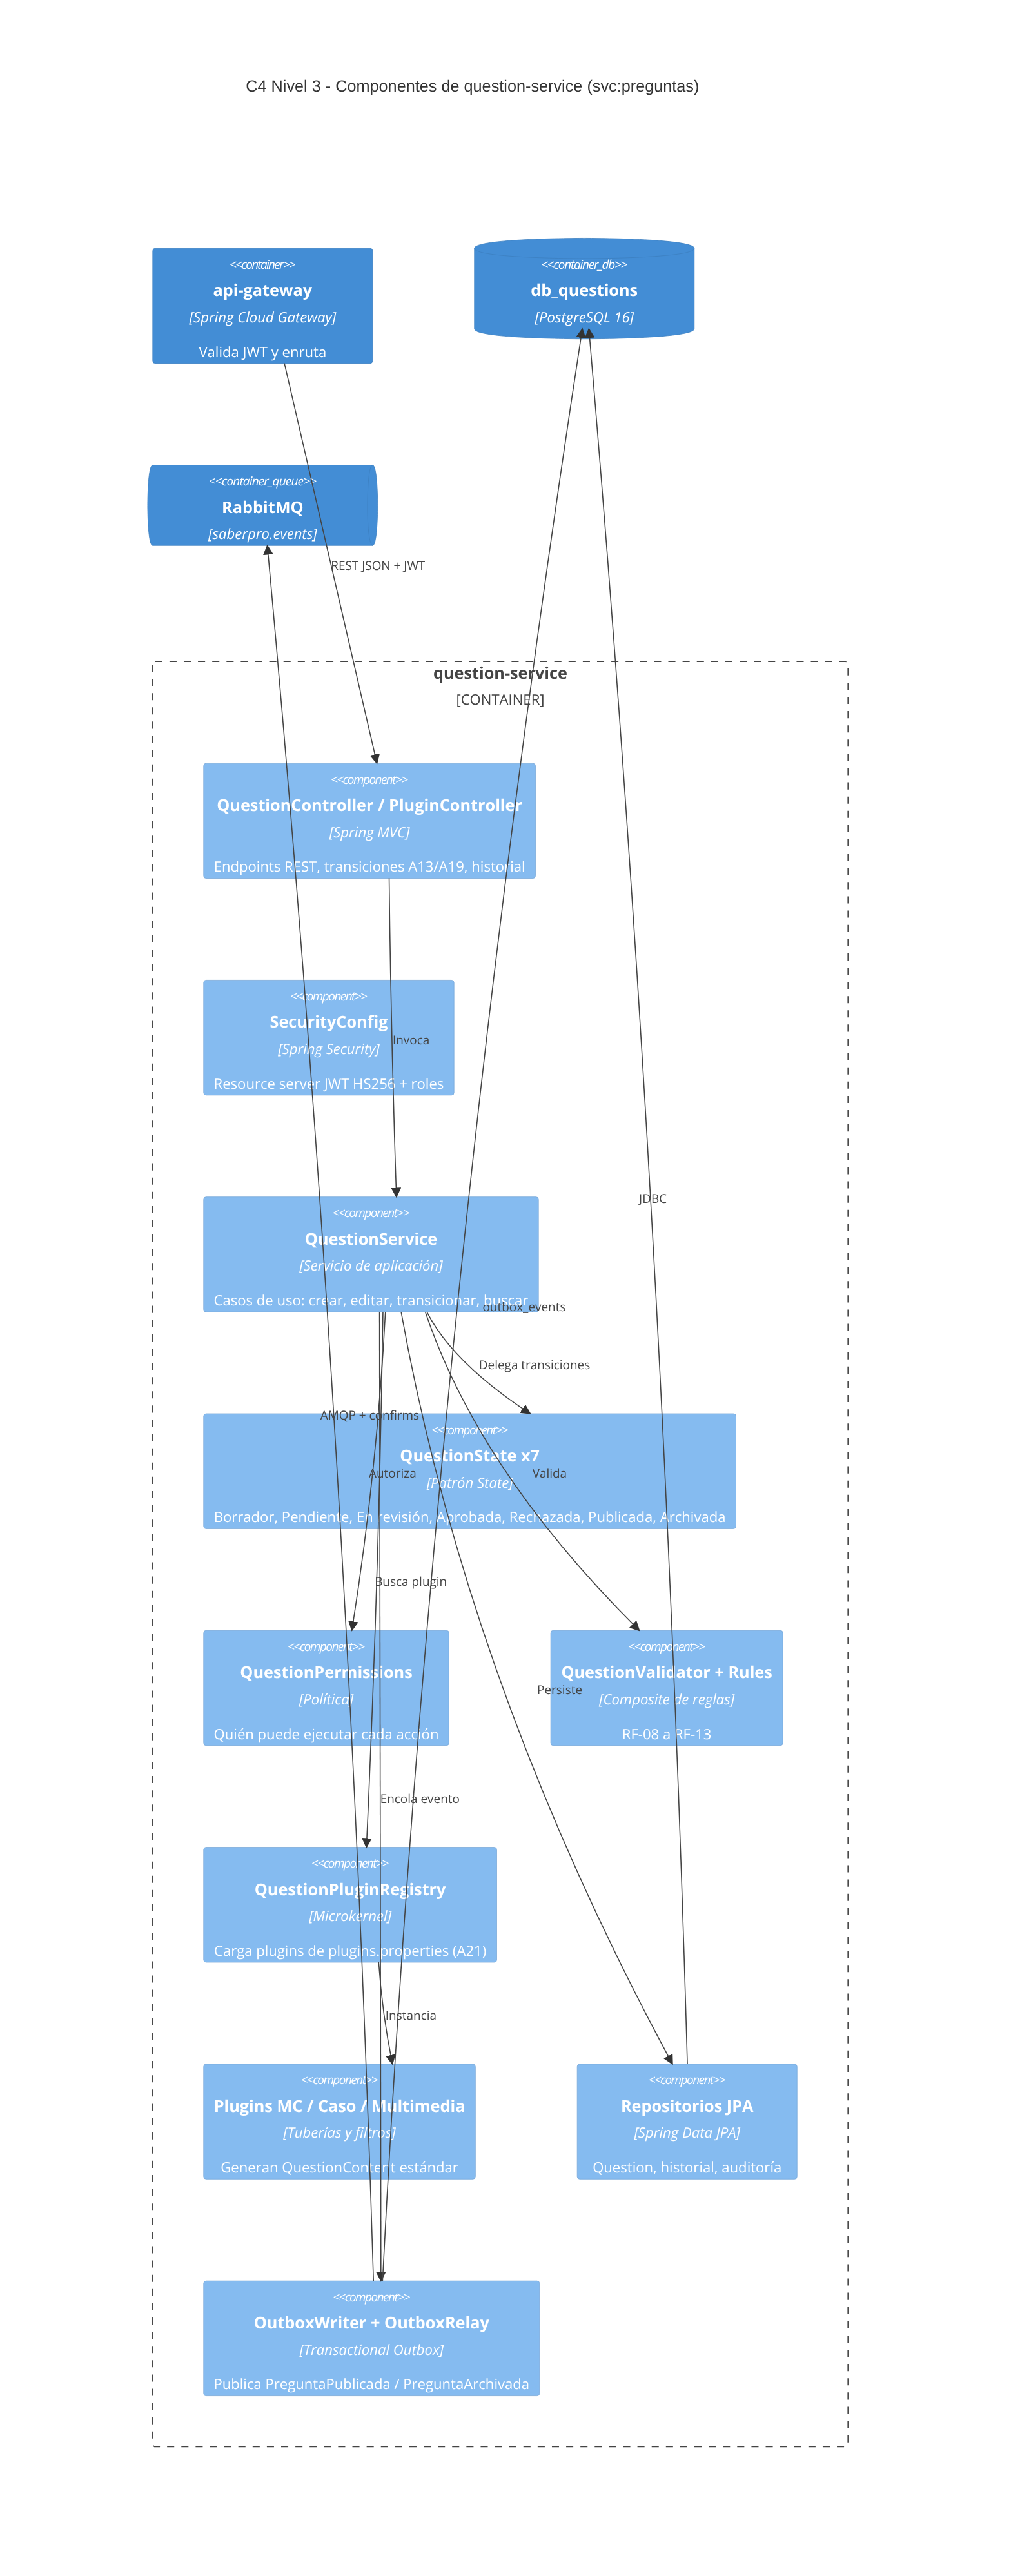 C4 Nivel 3 - Componentes de question-service (svc:preguntas)
<<container>>
api-gateway
[Spring Cloud Gateway]
Valida JWT y enruta
<<container_db>>
db_questions
[PostgreSQL 16]
<<container_queue>>
RabbitMQ
[saberpro.events]
REST JSON + JWT
question-service
[CONTAINER]
<<component>>
QuestionController / PluginController
[Spring MVC]
Endpoints REST, transiciones A13/A19, historial
<<component>>
SecurityConfig
[Spring Security]
Resource server JWT HS256 + roles
Invoca
<<component>>
QuestionService
[Servicio de aplicación]
Casos de uso: crear, editar, transicionar, buscar
JDBC
outbox_events
Delega transiciones
AMQP + confirms
<<component>>
QuestionState x7
[Patrón State]
Borrador, Pendiente, En revisión, Aprobada, Rechazada, Publicada, Archivada
Autoriza
Valida
Busca plugin
<<component>>
QuestionPermissions
[Política]
Quién puede ejecutar cada acción
<<component>>
QuestionValidator + Rules
[Composite de reglas]
RF-08 a RF-13
Persiste
Encola evento
<<component>>
QuestionPluginRegistry
[Microkernel]
Carga plugins de plugins.properties (A21)
Instancia
<<component>>
Plugins MC / Caso / Multimedia
[Tuberías y filtros]
Generan QuestionContent estándar
<<component>>
Repositorios JPA
[Spring Data JPA]
Question, historial, auditoría
<<component>>
OutboxWriter + OutboxRelay
[Transactional Outbox]
Publica PreguntaPublicada / PreguntaArchivada